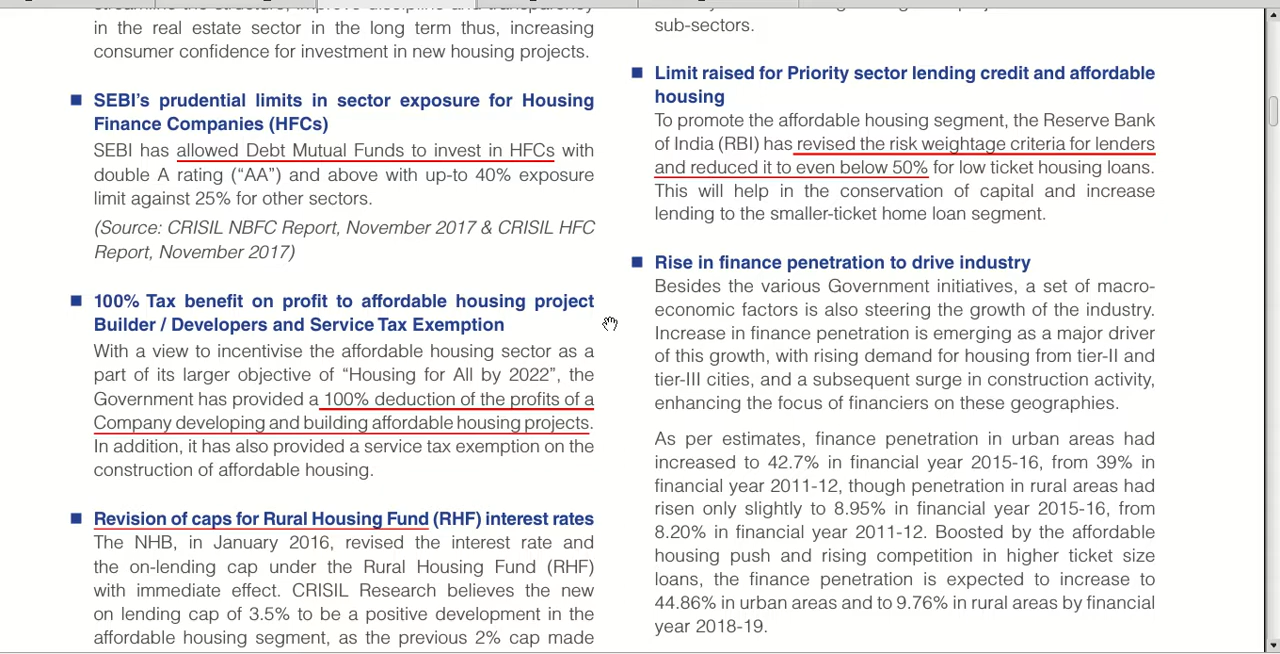 in the real estate sector in the long term thus, increasing
consumer confidence for investment in new housing projects.
SEBI’s prudential limits in sector exposure for Housing
Finance Companies (HFCs)
SEBI has allowed Debt Mutual Funds to invest in HFCs with
double A rating (“AA”) and above with up-to 40% exposure
limit against 25% for other sectors.
(Source: CRISIL NBFC Report, November 2017 & CRISIL HFC
Report, November 2017)
100% Tax benefit on profit to affordable housing project
Builder / Developers and Service Tax Exemption
With a view to incentivise the affordable housing sector as a
part of its larger objective of “Housing for All by 2022”, the
Government has provided a 100% deduction of the profits of a
Company developing and building affordable housing projects.
In addition, it has also provided a service tax exemption on the
construction of affordable housing.
Revision of caps for Rural Housing Fund (RHF) interest rates
The NHB, in January 2016, revised the interest rate and
the on-lending cap under the Rural Housing Fund (RHF)
with immediate effect. CRISIL Research believes the new
on lending cap of 3.5% to be a positive development in the
affordable housing segment, as the previous 2% cap made
sub-sectors.
Limit raised for Priority sector lending credit and affordable
housing
To promote the affordable housing segment, the Reserve Bank
of India (RBI) has revised the risk weightage criteria for lenders
and reduced it to even below 50% for low ticket housing loans.
This will help in the conservation of capital and increase
lending to the smaller-ticket home loan segment.
Rise in finance penetration to drive industry
Besides the various Government initiatives, a set of macro-
economic factors is also steering the growth of the industry.
Increase in finance penetration is emerging as a major driver
of this growth, with rising demand for housing from tier-II and
tier-III cities, and a subsequent surge in construction activity,
enhancing the focus of financiers on these geographies.
As per estimates, finance penetration in urban areas had
increased to 42.7% in financial year 2015-16, from 39% in
financial year 2011-12, though penetration in rural areas had
risen only slightly to 8.95% in financial year 2015-16, from
8.20% in financial year 2011-12. Boosted by the affordable
housing push and rising competition in higher ticket size
loans, the finance penetration is expected to increase to
44.86% in urban areas and to 9.76% in rural areas by financial
year 2018-19.